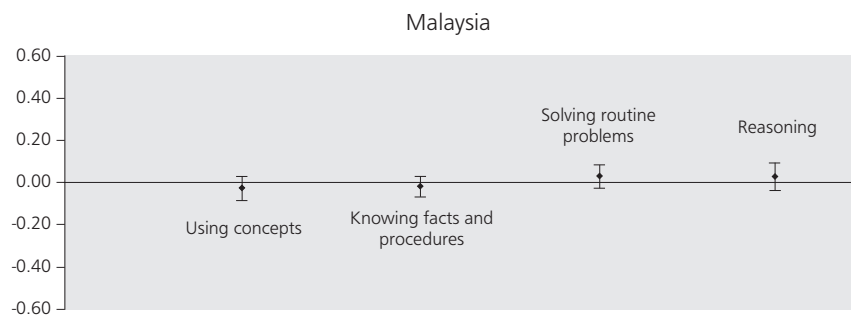 Malaysia
0.60
0.40
0.20
0.00
-0.20
-0.40
-0.60
Using concepts
Knowing facts and
procedures
Solving routine
problems
Reasoning